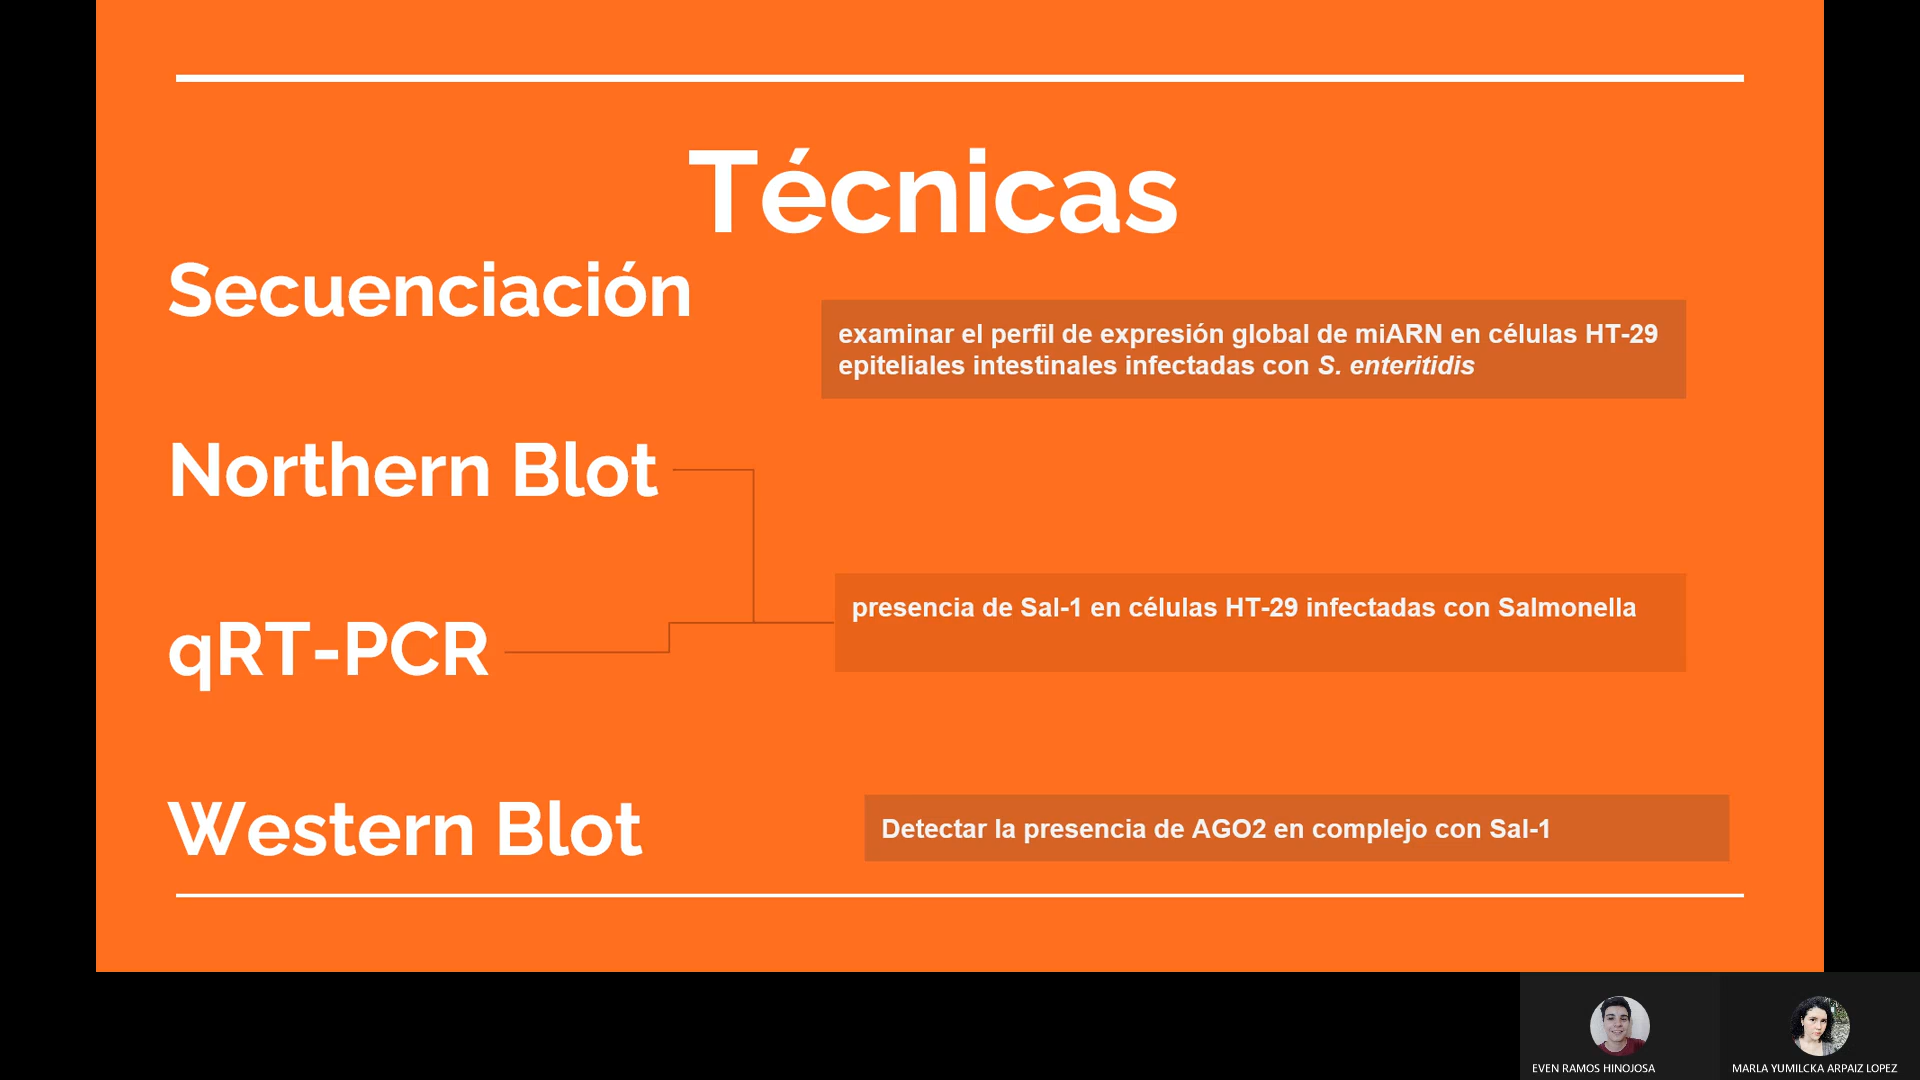 Técnicas
Secuenciación
examinar el perfil de expresión global de miARN en células HT-29
epiteliales intestinales infectadas con S. enteritidis
Northern Blot
presencia de Sal-1 en células HT-29 infectadas con Salmonella
qRT-PCR
Western Blot
Detectar la presencia de AGO2 en complejo con Sal-1
EVEN RAMOS HINOJOSA
MARLA YUMILCKA ARPAIZ LOPEZ